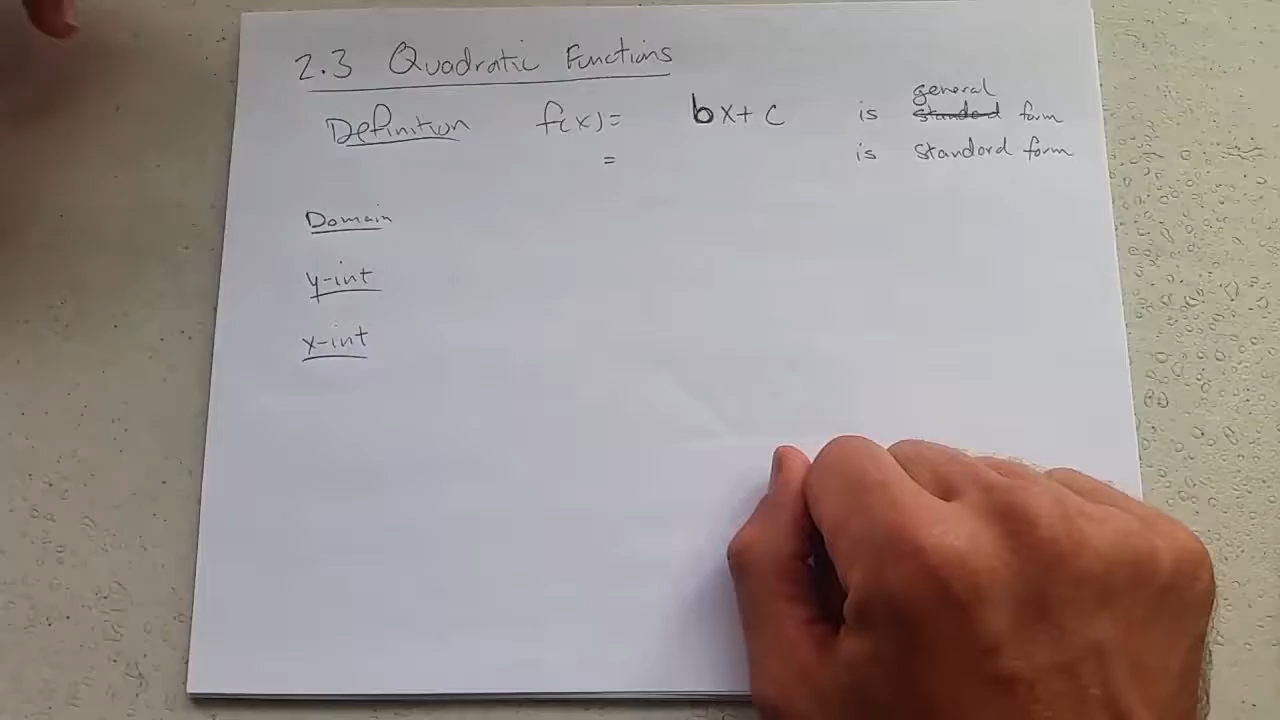 2.3 Quadratic Functions
Definition f(x) = bx + c is general standard form
= is standard form
Domain
y-int
x-int